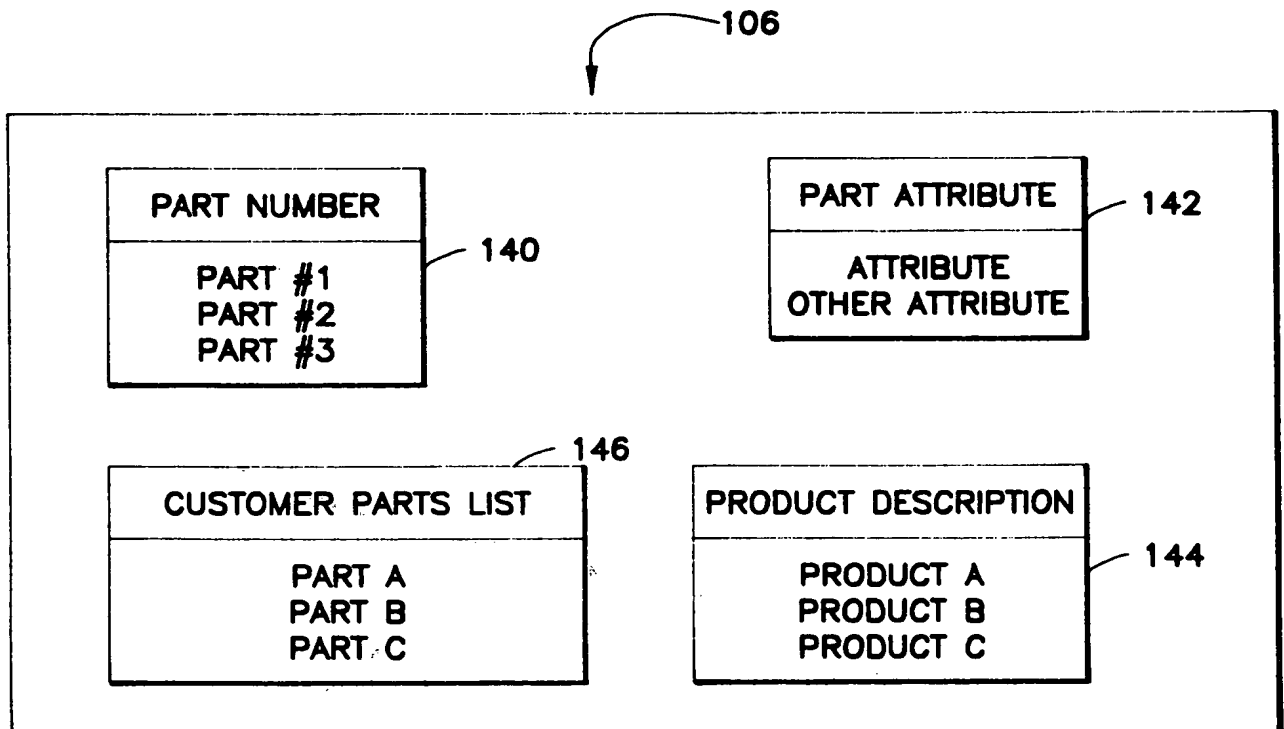 106
PART NUMBER
PART #1
PART #2
PART #3
140
PART ATTRIBUTE
ATTRIBUTE
OTHER ATTRIBUTE
142
146
CUSTOMER PARTS LIST
PART A
PART B
PART C
PRODUCT DESCRIPTION
PRODUCT A
PRODUCT B
PRODUCT C
144